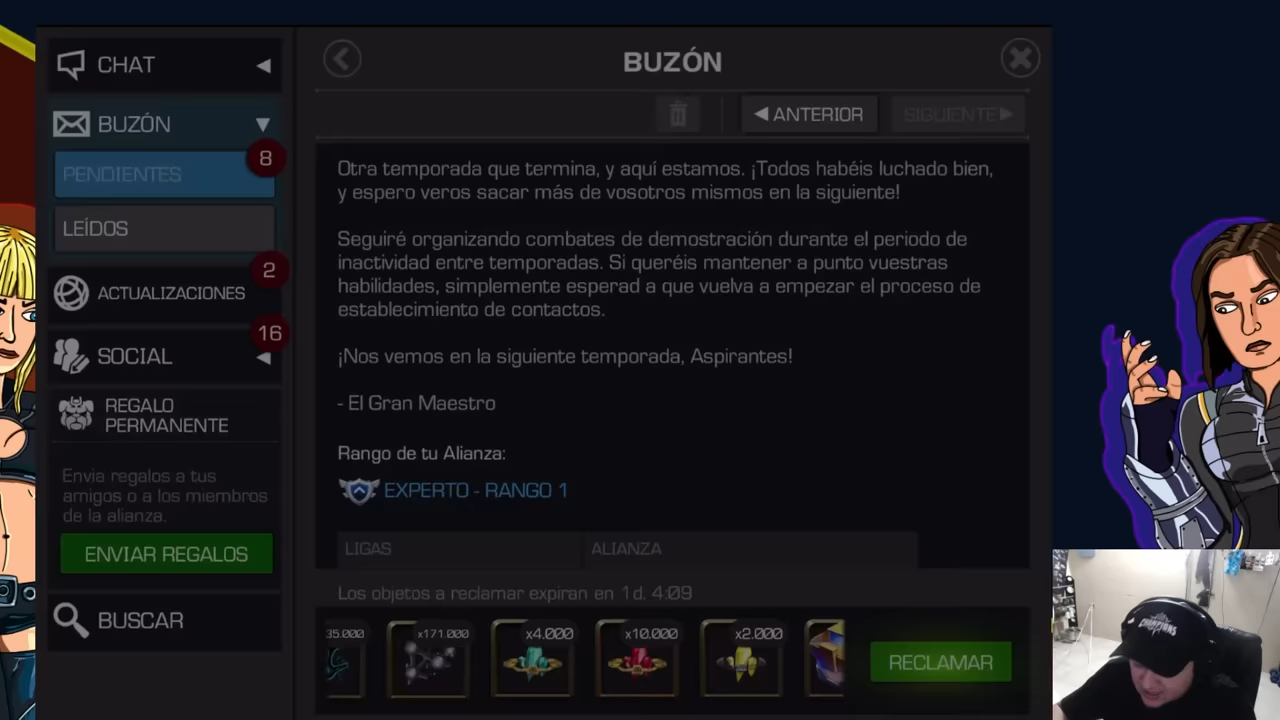 CHAT
BUZÓN
ANTERIOR
SIGUIENTE
BUZÓN
8
PENDIENTES
LEÍDOS
2
ACTUALIZACIONES
16
SOCIAL
REGALO
PERMANENTE
Envia regalos a tus
amigos o a los miembros
de la alianza.
ENVIAR REGALOS
BUSCAR
Otra temporada que termina, y aquí estamos. ¡Todos habéis luchado bien,
y espero veros sacar más de vosotros mismos en la siguiente!
Seguiré organizando combates de demostración durante el periodo de
inactividad entre temporadas. Si queréis mantener a punto vuestras
habilidades, simplemente esperad a que vuelva a empezar el proceso de
establecimiento de contactos.
¡Nos vemos en la siguiente temporada, Aspirantes!
- El Gran Maestro
Rango de tu Alianza:
EXPERTO - RANGO 1
LIGAS ALIANZA
Los objetos a reclamar expiran en 1d. 4:09
35.000 x171.000 x4.000 x10.000 x2.000
RECLAMAR
CHAMPIONS